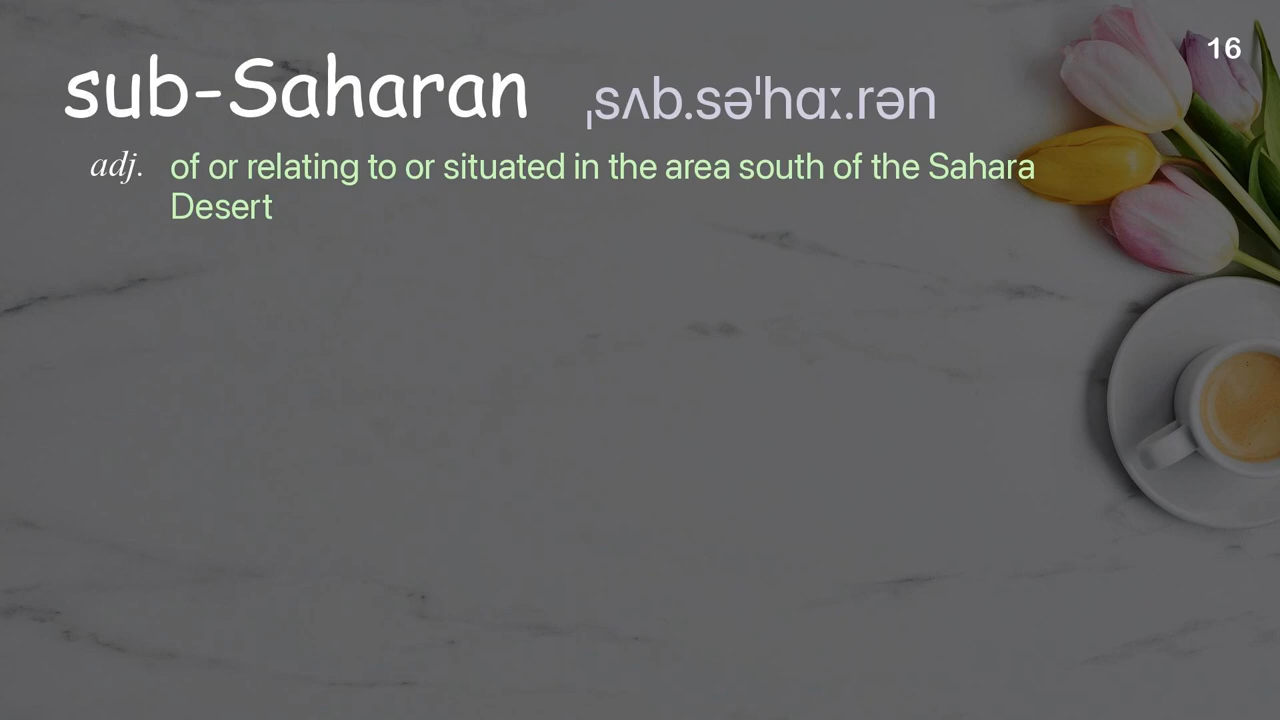 16
sub-Saharan ˌsʌb.səˈhɑː.rən
adj. of or relating to or situated in the area south of the Sahara
Desert